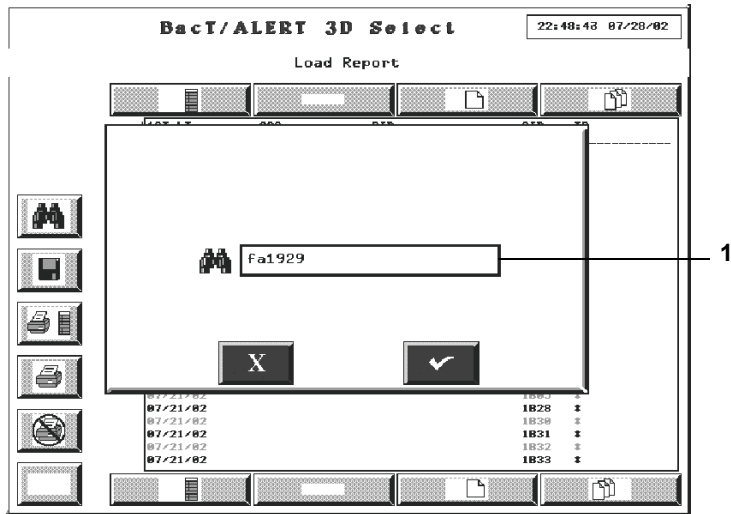 BacT/ALERT 3D Select
22:48:43 07/28/02
Load Report
fa1929
1
X
07/21/02 1B28 ‡
07/21/02 1B30 ‡
07/21/02 1B31 ‡
07/21/02 1B32 ‡
07/21/02 1B33 ‡